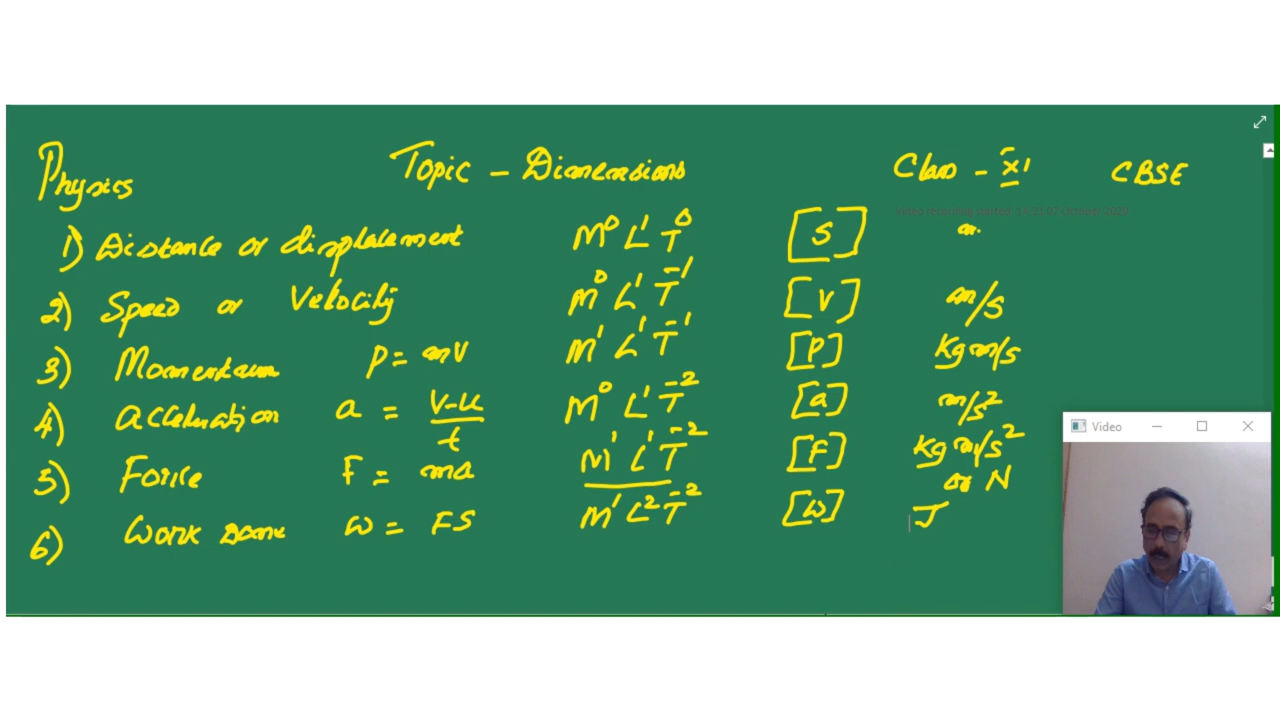 Physics Topic - Dimensions Class - XI CBSE
1) Distance or displacement M⁰ L¹ T⁰ [S] m
2) Speed or Velocity M⁰ L¹ T⁻¹ [V] m/s
3) Momentum P = mV M¹ L¹ T⁻¹ [P] Kg m/s
4) acceleration a = V-u/t M⁰ L¹ T⁻² [a] m/s²
5) Force F = ma M¹ L¹ T⁻² [F] Kg m/s²
or N
6) Work Done W = FS M¹ L² T⁻² [W] J
Video